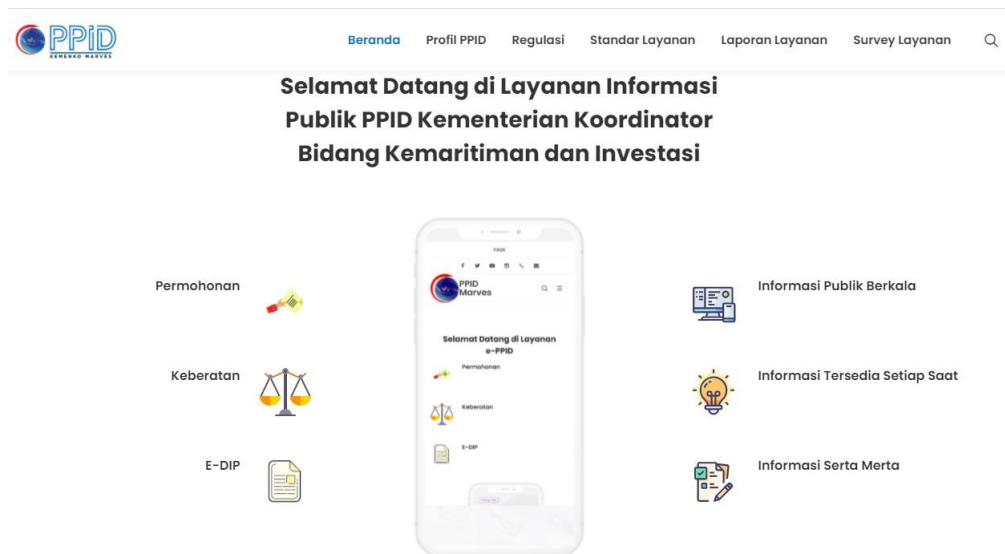 PPiD
KEMENKO MARVES
Beranda Profil PPID Regulasi Standar Layanan Laporan Layanan Survey Layanan
Selamat Datang di Layanan Informasi
Publik PPID Kementerian Koordinator
Bidang Kemaritiman dan Investasi
Permohonan
Keberatan
E-DIP
FAQS
PPID
Marves
Selamat Datang di Layanan
e-PPID
Permohonan
Keberatan
E-DIP
Informasi Publik Berkala
Informasi Tersedia Setiap Saat
Informasi Serta Merta